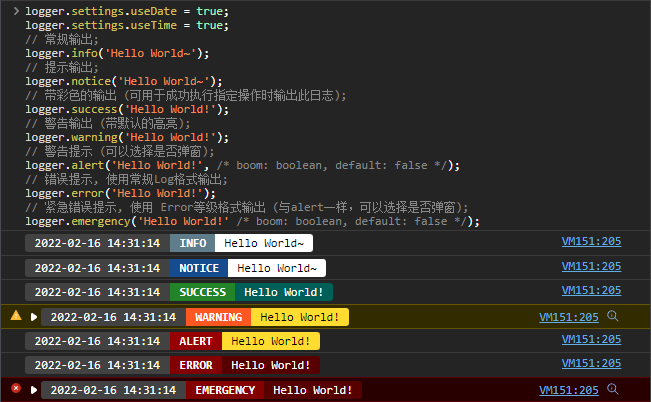 logger.settings.useDate = true;
logger.settings.useTime = true;
// 常规输出;
logger.info('Hello World~');
// 提示输出;
logger.notice('Hello World~');
// 带彩色的输出 (可用于成功执行指定操作时输出此日志);
logger.success('Hello World!');
// 警告输出 (带默认的高亮);
logger.warning('Hello World!');
// 警告提示 (可以选择是否弹窗);
logger.alert('Hello World!', /* boom: boolean, default: false */);
// 错误提示, 使用常规Log格式输出;
logger.error('Hello World!');
// 紧急错误提示, 使用 Error等级格式输出 (与alert一样, 可以选择是否弹窗);
logger.emergency('Hello World!' /* boom: boolean, default: false */);
2022-02-16 14:31:14 INFO Hello World~ VM151:205
2022-02-16 14:31:14 NOTICE Hello World~ VM151:205
2022-02-16 14:31:14 SUCCESS Hello World! VM151:205
2022-02-16 14:31:14 WARNING Hello World! VM151:205
2022-02-16 14:31:14 ALERT Hello World! VM151:205
2022-02-16 14:31:14 ERROR Hello World! VM151:205
2022-02-16 14:31:14 EMERGENCY Hello World! VM151:205